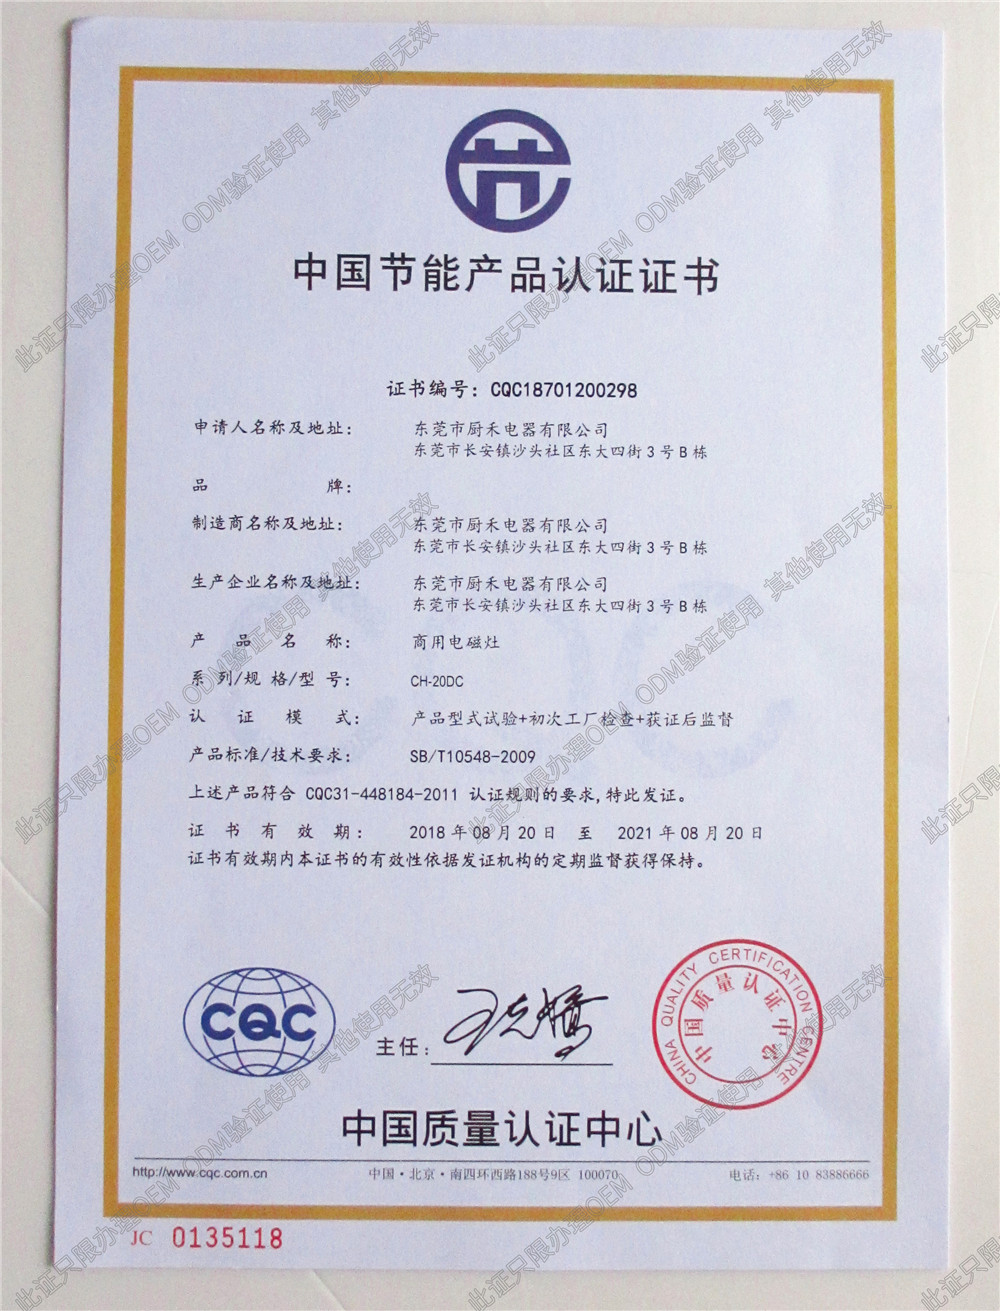 中国节能产品认证证书
证书编号: CQC18701200298
申请人名称及地址: 东莞市厨禾电器有限公司
东莞市长安镇沙头社区东大四街3号B栋
品 牌:
制造商名称及地址: 东莞市厨禾电器有限公司
东莞市长安镇沙头社区东大四街3号B栋
生产企业名称及地址: 东莞市厨禾电器有限公司
东莞市长安镇沙头社区东大四街3号B栋
产 品 名 称: 商用电磁灶
系列/规格/型号: CH-20DC
认 证 模 式: 产品型式试验+初次工厂检查+获证后监督
产品标准/技术要求: SB/T10548-2009
上述产品符合 CQC31-448184-2011 认证规则的要求,特此发证。
证 书 有 效 期: 2018年08月20日 至 2021年08月20日
证书有效期内本证书的有效性依据发证机构的定期监督获得保持。
CQC
主任:
CHINA QUALITY CERTIFICATION CENTRE
中国质量认证中心
中国质量认证中心
http://www.cqc.com.cn 中国·北京·南四环西路188号9区 100070 电话: +86 10 83886666
JC 0135118
此证只限办理OEM ODM验证使用 其他使用无效